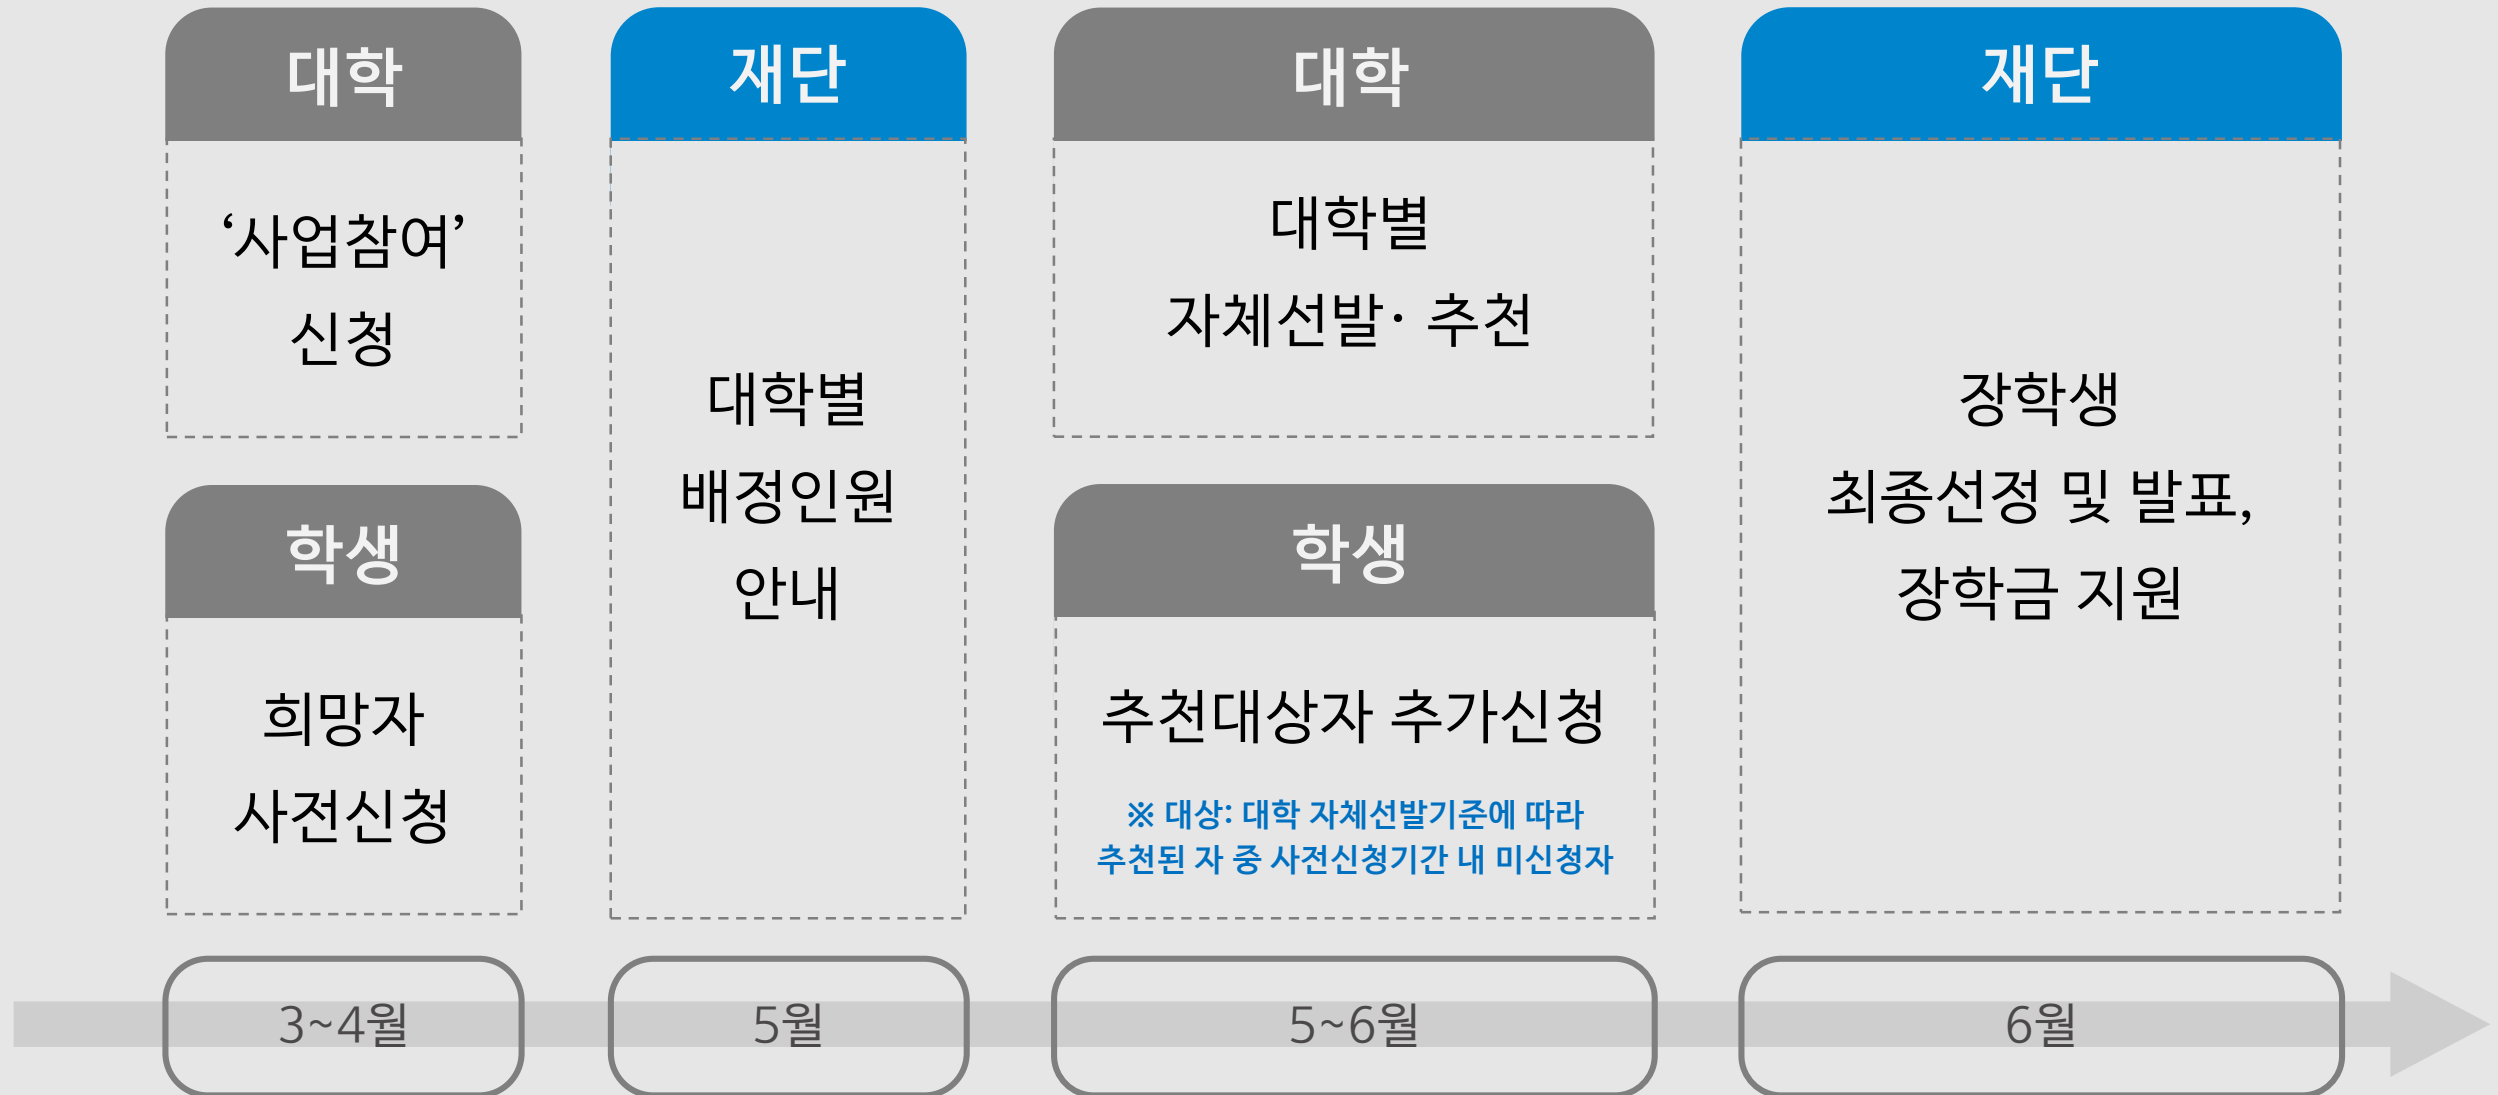 대학
‘사업참여’
신청
학생
희망자
사전신청
재단
대학별
배정인원
안내
대학
대학별
자체선발· 추천
학생
추천대상자 추가신청
※ 대상: 대학 자체선발기준에 따라
추천된 자 중 사전신청기간 내 미신청자
재단
장학생
최종선정 및 발표,
장학금 지원
3~4월
5월
5~6월
6월